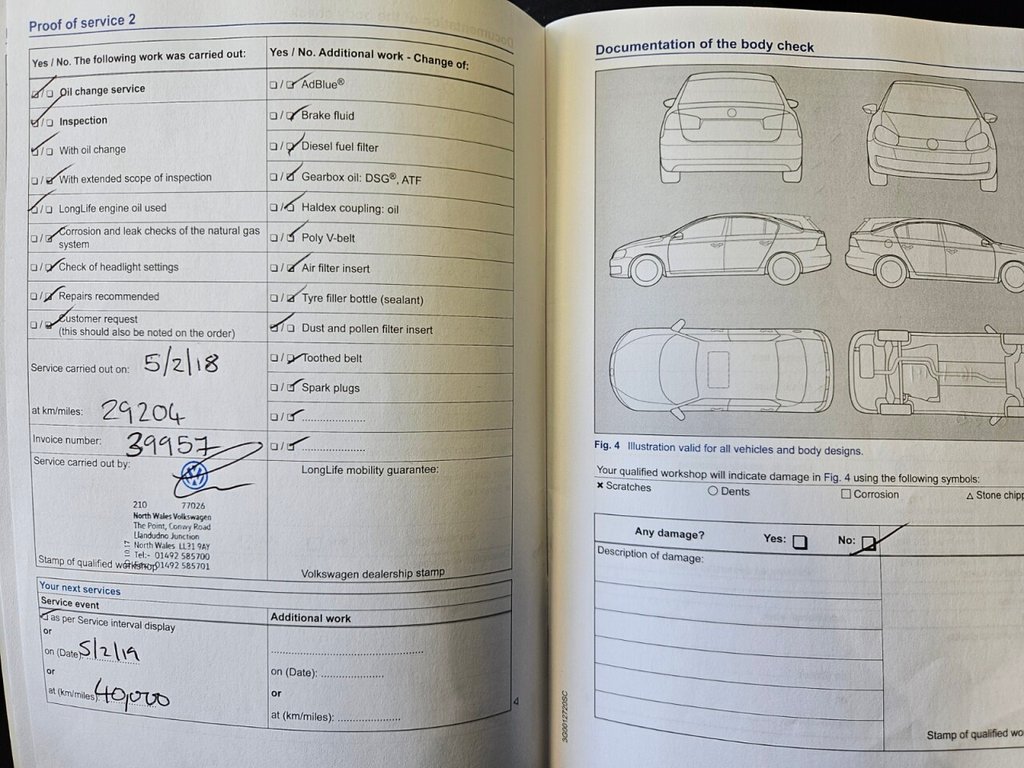 Proof of service 2
Yes / No. The following work was carried out:
Yes / No. Additional work - Change of:
Oil change service
AdBlue®
Inspection
Brake fluid
With oil change
Diesel fuel filter
With extended scope of inspection
Gearbox oil: DSG®, ATF
LongLife engine oil used
Haldex coupling: oil
Corrosion and leak checks of the natural gas
system
Poly V-belt
Check of headlight settings
Air filter insert
Repairs recommended
Tyre filler bottle (sealant)
Customer request
(this should also be noted on the order)
Dust and pollen filter insert
Service carried out on: 5/2/18
Toothed belt
Spark plugs
at km/miles: 29204
Invoice number: 39957
Service carried out by:
LongLife mobility guarantee:
210 77026
North Wales Volkswagen
The Point, Conwy Road
Llandudno Junction
North Wales LL31 9AY
Tel:- 01492 585700
01492 585701
Stamp of qualified workshop
Volkswagen dealership stamp
Your next services
Service event
Additional work
as per Service interval display
or
on (Date) 5/2/19
on (Date):
or
or
at (km/miles) 40,000
at (km/miles):
4
Documentation of the body check
Fig. 4 Illustration valid for all vehicles and body designs.
Your qualified workshop will indicate damage in Fig. 4 using the following symbols:
× Scratches
○ Dents
□ Corrosion
△ Stone chipp
Any damage?
Yes:
No:
Description of damage:
Stamp of qualified wo
3G0012720SC